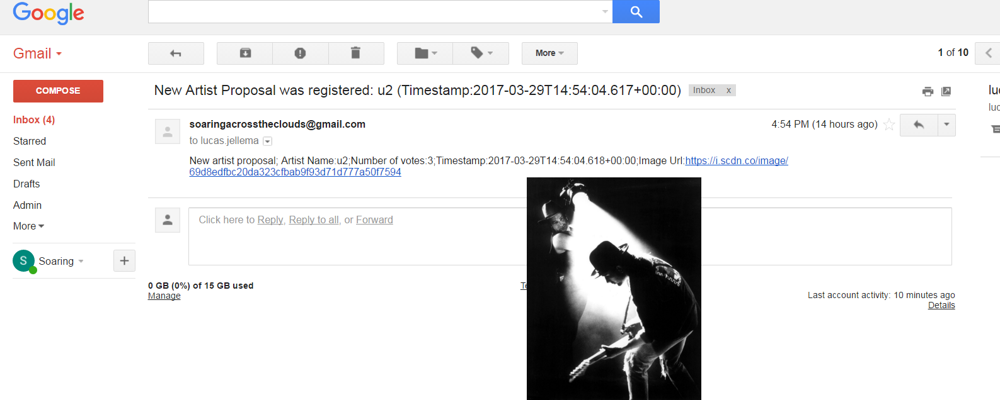 Google
Gmail
More
1 of 10
COMPOSE
New Artist Proposal was registered: u2 (Timestamp:2017-03-29T14:54:04.617+00:00)
Inbox x
Inbox (4)
soaringacrosstheclouds@gmail.com
4:54 PM (14 hours ago)
to lucas.jellema
Starred
New artist proposal; Artist Name:u2;Number of votes:3;Timestamp:2017-03-29T14:54:04.618+00:00;Image Url:https://i.scdn.co/image/
69d8edfbc20da323cfbab9f93d71d777a50f7594
Sent Mail
Drafts
Admin
More
Click here to Reply, Reply to all, or Forward
S
Soaring
+
0 GB (0%) of 15 GB used
Manage
Last account activity: 10 minutes ago
Details